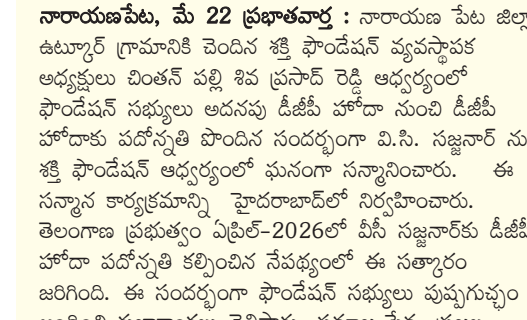 నారాయణపేట, మే 22 ప్రభాతవార్త : నారాయణ పేట జిల్లా
ఉట్కూర్ గ్రామానికి చెందిన శక్తి ఫౌండేషన్ వ్యవస్థాపక
అధ్యక్షులు చింతన్ పల్లి శివ ప్రసాద్ రెడ్డి ఆధ్వర్యంలో
ఫౌండేషన్ సభ్యులు అదనపు డీజీపీ హోదా నుంచి డీజీపీ
హోదాకు పదోన్నతి పొందిన సందర్భంగా వి.సి. సజ్జనార్ ను
శక్తి ఫౌండేషన్ ఆధ్వర్యంలో ఘనంగా సన్మానించారు. ఈ
సన్మాన కార్యక్రమాన్ని హైదరాబాద్‌లో నిర్వహించారు.
తెలంగాణ ప్రభుత్వం ఏప్రిల్-2026లో వీసీ సజ్జనార్‌కు డీజీపీ
హోదా పదోన్నతి కల్పించిన నేపథ్యంలో ఈ సత్కారం
జరిగింది. ఈ సందర్భంగా ఫౌండేషన్ సభ్యులు పుష్పగుచ్ఛం